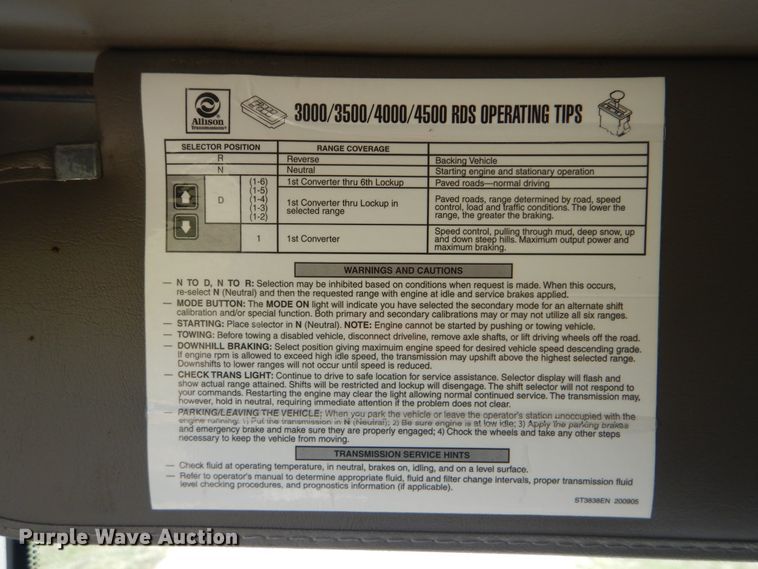 Allison
Transmission
3000/3500/4000/4500 RDS OPERATING TIPS
SELECTOR POSITION RANGE COVERAGE
R Reverse Backing Vehicle
N Neutral Starting engine and stationary operation
D (1-6) 1st Converter thru 6th Lockup Paved roads—normal driving
(1-5)
(1-4)
(1-3)
(1-2)
1st Converter thru Lockup in
selected range
Paved roads, range determined by road, speed
control, load and traffic conditions. The lower the
range, the greater the braking.
1 1st Converter
Speed control, pulling through mud, deep snow, up
and down steep hills. Maximum output power and
maximum braking.
WARNINGS AND CAUTIONS
— N TO D, N TO R: Selection may be inhibited based on conditions when request is made. When this occurs,
re-select N (Neutral) and then the requested range with engine at idle and service brakes applied.
— MODE BUTTON: The MODE ON light will indicate you have selected the secondary mode for an alternate shift
calibration and/or special function. Both primary and secondary calibrations may or may not utilize all six ranges.
— STARTING: Place selector in N (Neutral). NOTE: Engine cannot be started by pushing or towing vehicle.
— TOWING: Before towing a disabled vehicle, disconnect driveline, remove axle shafts, or lift driving wheels off the road.
— DOWNHILL BRAKING: Select position giving maximuim engine speed for desired vehicle speed descending grade.
If engine rpm is allowed to exceed high idle speed, the transmission may upshift above the highest selected range.
Downshifts to lower ranges will not occur until speed is reduced.
— CHECK TRANS LIGHT: Continue to drive to safe location for service assistance. Selector display will flash and
show actual range attained. Shifts will be restricted and lockup will disengage. The shift selector will not respond to
your commands. Restarting the engine may clear the light allowing normal continued service. The transmission may,
however, hold in neutral, requiring immediate attention if the problem does not clear.
— PARKING/LEAVING THE VEHICLE: When you park the vehicle or leave the operator's station unoccupied with the
engine running: 1) Put the transmission in N (Neutral); 2) Be sure engine is at low idle; 3) Apply the parking brake
and emergency brake and make sure they are properly engaged; 4) Chock the wheels and take any other steps
necessary to keep the vehicle from moving.
TRANSMISSION SERVICE HINTS
— Check fluid at operating temperature, in neutral, brakes on, idling, and on a level surface.
— Refer to operator's manual to determine appropriate fluid, fluid and filter change intervals, proper transmission fluid
level checking procedures, and prognostics information (if applicable).
ST3838EN 200905
Purple Wave Auction